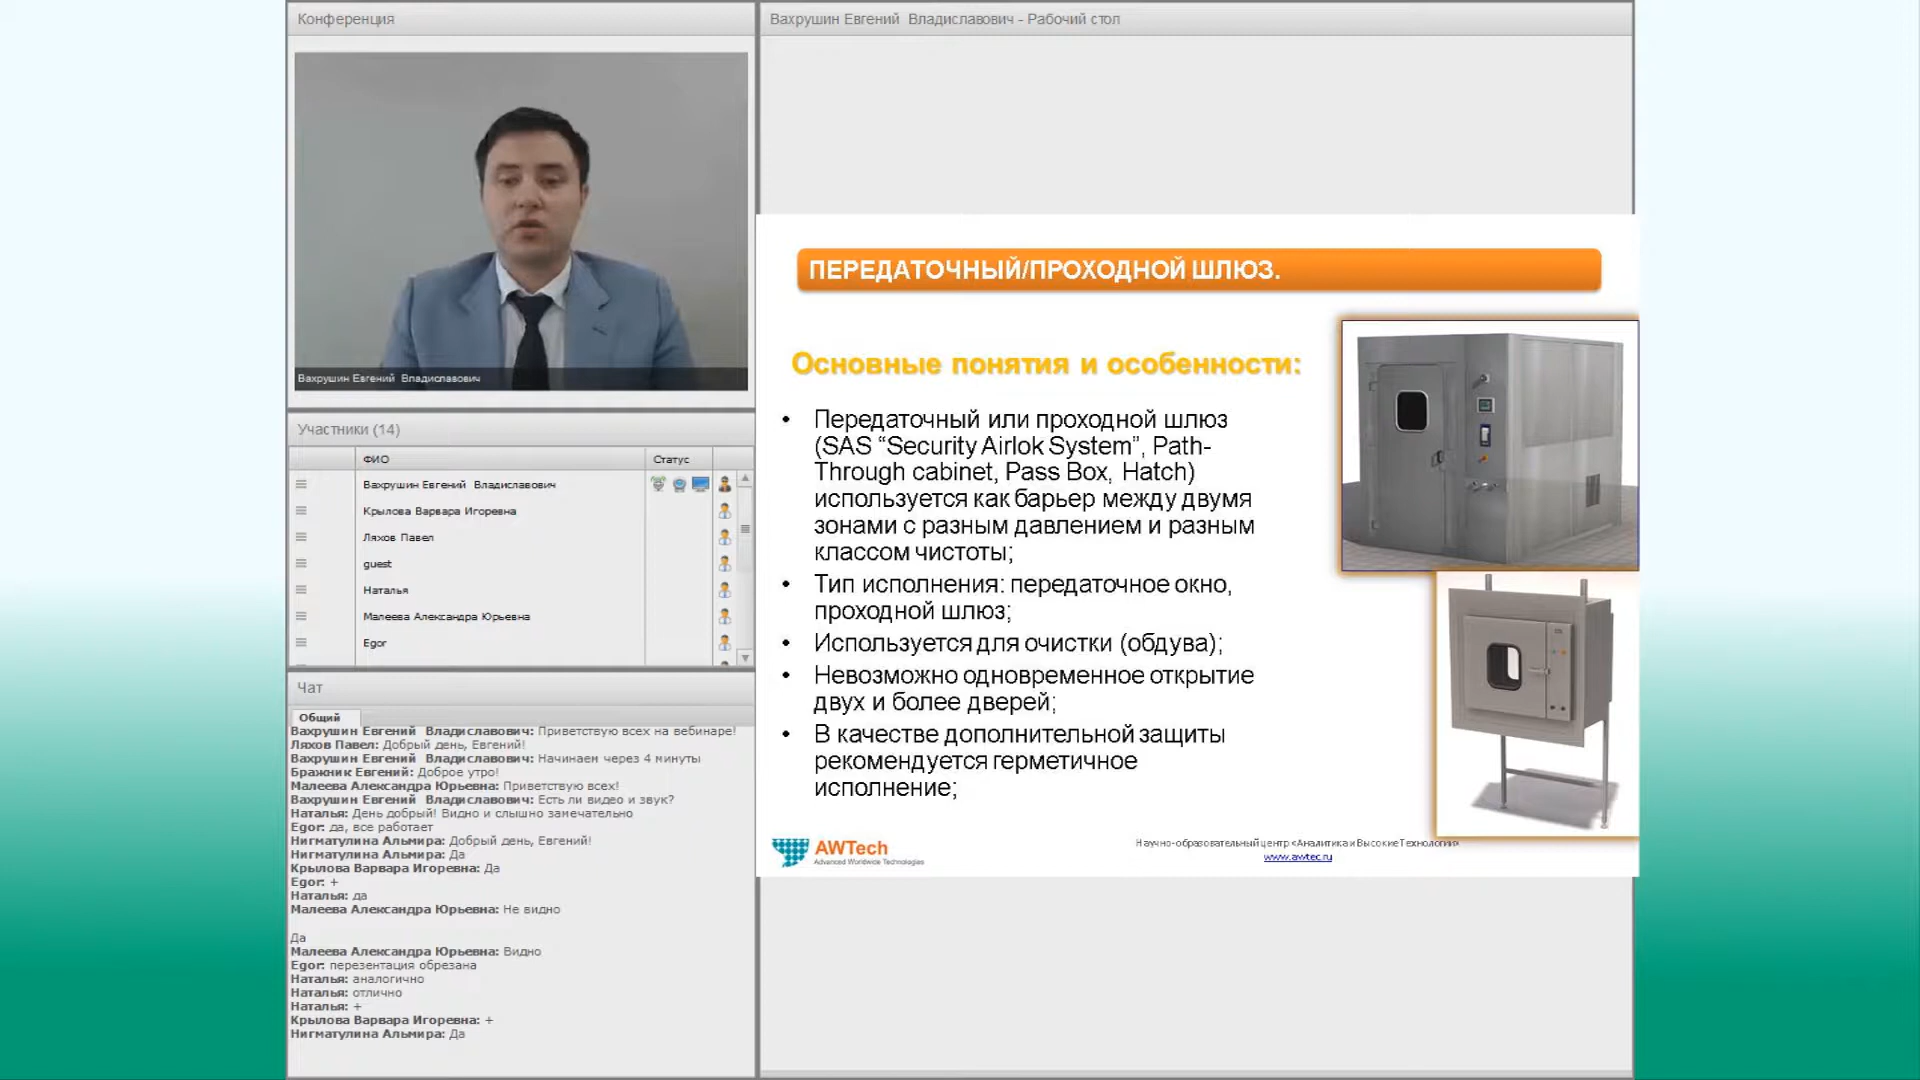 Конференция
Вахрушин Евгений Владиславович
Участники (14)
ФИО
Статус
Вахрушин Евгений Владиславович
Крылова Варвара Игоревна
Ляхов Павел
guest
Наталья
Малеева Александра Юрьевна
Egor
Чат
Общий
Вахрушин Евгений Владиславович: Приветствую всех на вебинаре!
Ляхов Павел: Добрый день, Евгений!
Вахрушин Евгений Владиславович: Начинаем через 4 минуты
Бражник Евгений: Доброе утро!
Малеева Александра Юрьевна: Приветствую всех!
Вахрушин Евгений Владиславович: Есть ли видео и звук?
Наталья: День добрый! Видно и слышно замечательно
Egor: да, все работает
Нигматулина Альмира: Добрый день, Евгений!
Нигматулина Альмира: Да
Крылова Варвара Игоревна: Да
Egor: +
Наталья: да
Малеева Александра Юрьевна: Не видно
Да
Малеева Александра Юрьевна: Видно
Egor: перезентация обрезана
Наталья: аналогично
Наталья: отлично
Наталья: +
Крылова Варвара Игоревна: +
Нигматулина Альмира: Да
Вахрушин Евгений Владиславович - Рабочий стол
ПЕРЕДАТОЧНЫЙ/ПРОХОДНОЙ ШЛЮЗ.
Основные понятия и особенности:
• Передаточный или проходной шлюз
(SAS “Security Airlok System”, Path-
Through cabinet, Pass Box, Hatch)
используется как барьер между двумя
зонами с разным давлением и разным
классом чистоты;
• Тип исполнения: передаточное окно,
проходной шлюз;
• Используется для очистки (обдува);
• Невозможно одновременное открытие
двух и более дверей;
• В качестве дополнительной защиты
рекомендуется герметичное
исполнение;
AWTech
Advanced Worldwide Technologies
Научно-образовательный центр «Аналитика и Высокие Технологии»
www.awtec.ru